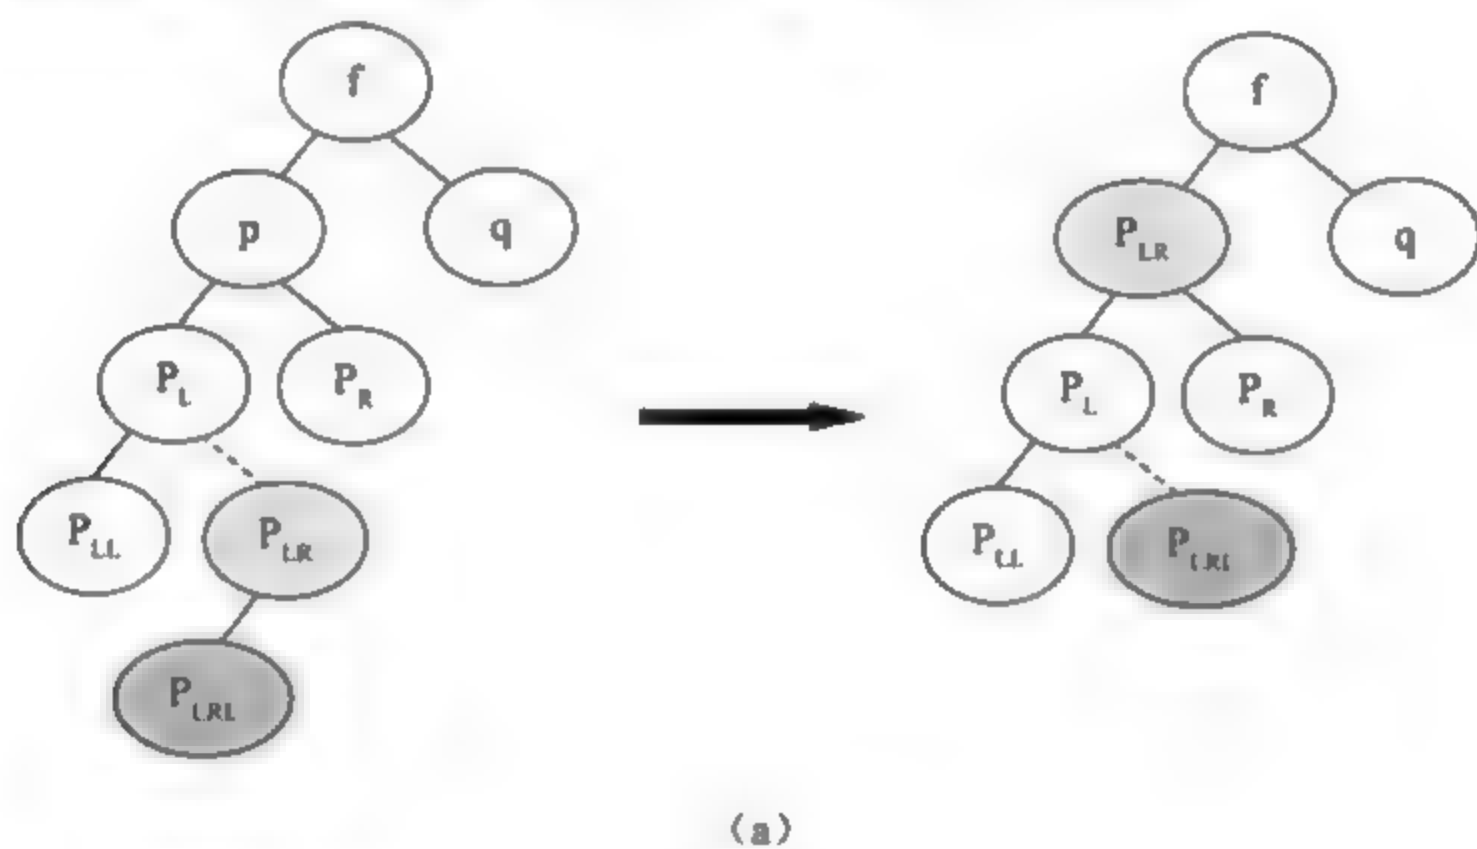 f f
p q P_LR q
P_L P_R P_L P_R
P_LL P_LR P_LL P_LRL
P_LRL
（a）